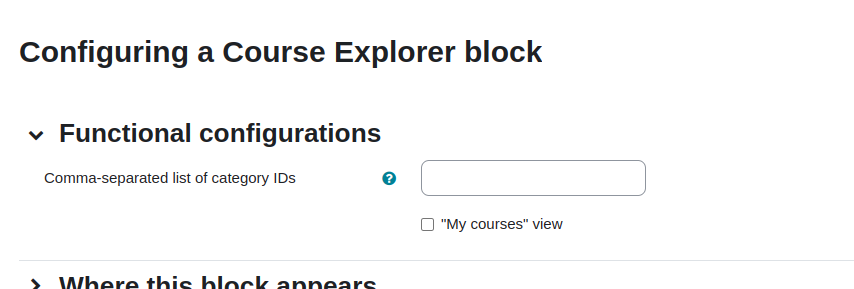 Configuring a Course Explorer block
Functional configurations
Comma-separated list of category IDs
"My courses" view
Where this block appears